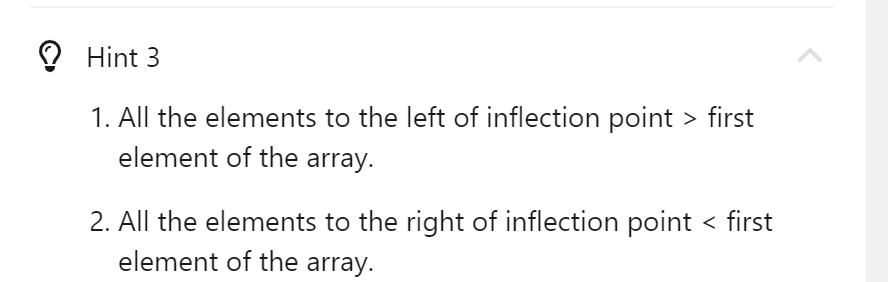 Hint 3
1. All the elements to the left of inflection point > first
element of the array.
2. All the elements to the right of inflection point < first
element of the array.